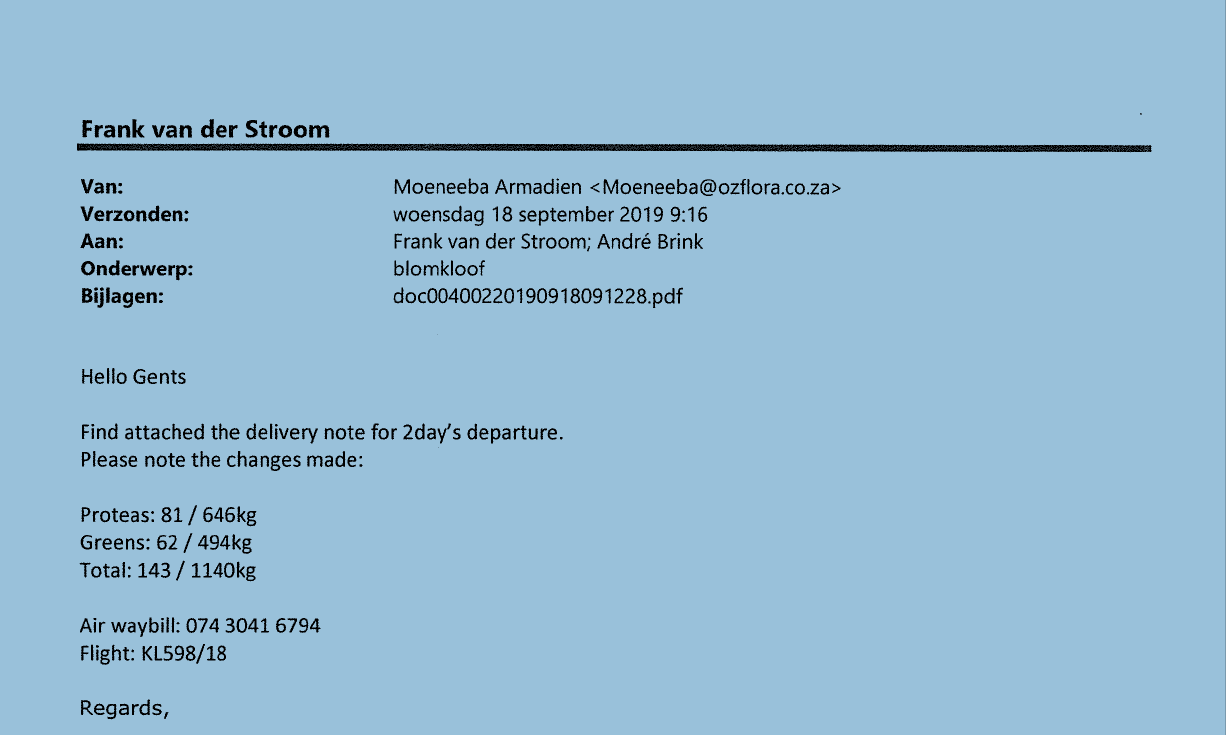 Frank van der Stroom
Van: Moeneeba Armadien <Moeneeba@ozflora.co.za>
Verzonden: woensdag 18 september 2019 9:16
Aan: Frank van der Stroom; André Brink
Onderwerp: blomkloof
Bijlagen: doc00400220190918091228.pdf
Hello Gents
Find attached the delivery note for 2day's departure.
Please note the changes made:
Proteas: 81 / 646kg
Greens: 62 / 494kg
Total: 143 / 1140kg
Air waybill: 074 3041 6794
Flight: KL598/18
Regards,